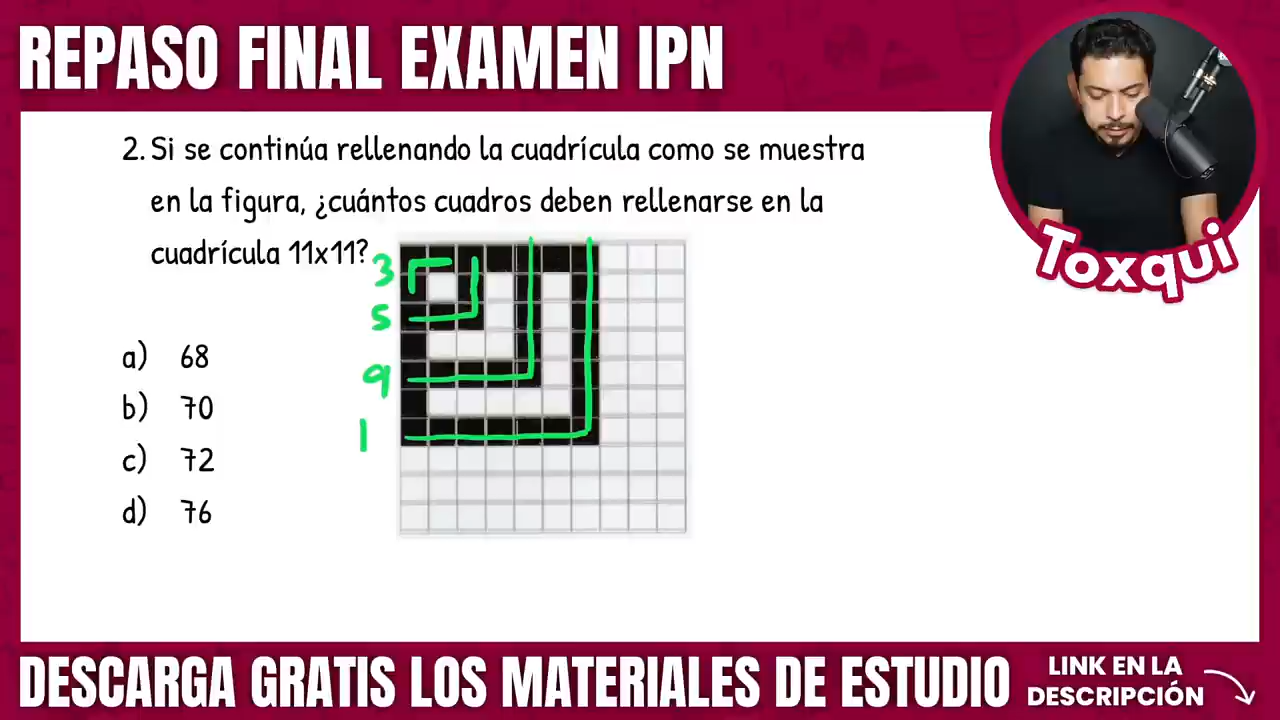 REPASO FINAL EXAMEN IPN
Toxqui
2. Si se continúa rellenando la cuadrícula como se muestra
en la figura, ¿cuántos cuadros deben rellenarse en la
cuadrícula 11x11?
3
5
9
1
a) 68
b) 70
c) 72
d) 76
DESCARGA GRATIS LOS MATERIALES DE ESTUDIO
LINK EN LA
DESCRIPCIÓN